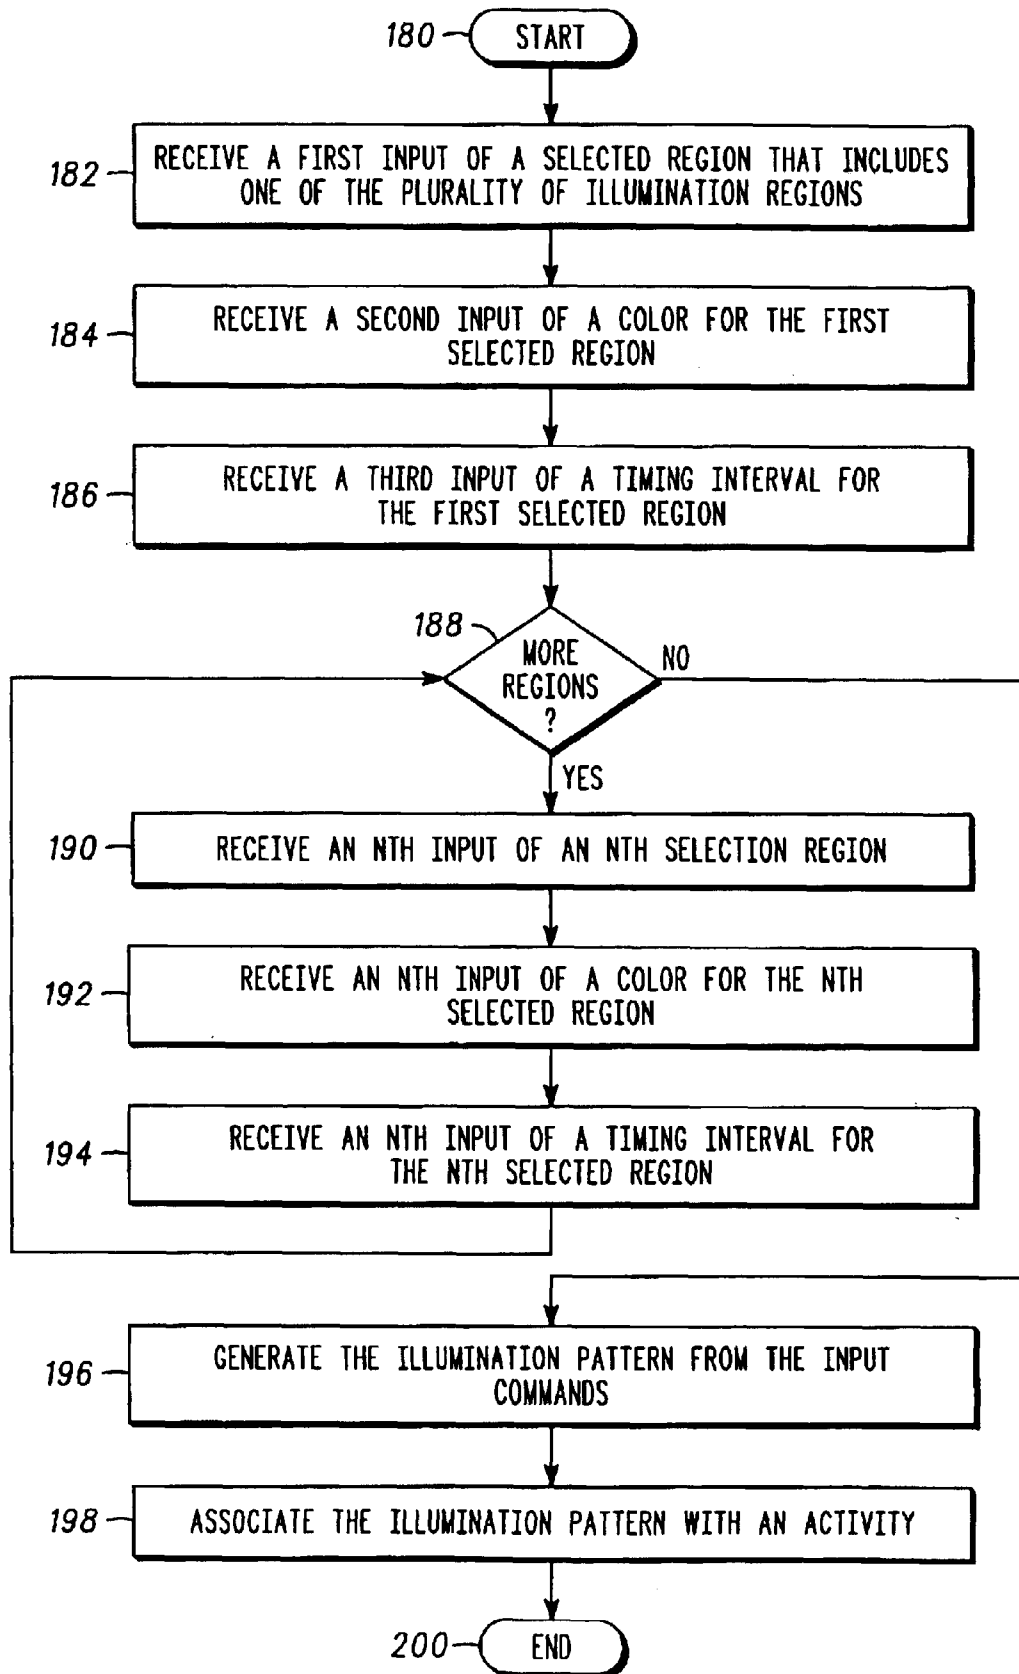 180
START
182
RECEIVE A FIRST INPUT OF A SELECTED REGION THAT INCLUDES
ONE OF THE PLURALITY OF ILLUMINATION REGIONS
184
RECEIVE A SECOND INPUT OF A COLOR FOR THE FIRST
SELECTED REGION
186
RECEIVE A THIRD INPUT OF A TIMING INTERVAL FOR
THE FIRST SELECTED REGION
188
MORE
REGIONS
?
NO
YES
190
RECEIVE AN NTH INPUT OF AN NTH SELECTION REGION
192
RECEIVE AN NTH INPUT OF A COLOR FOR THE NTH
SELECTED REGION
194
RECEIVE AN NTH INPUT OF A TIMING INTERVAL FOR
THE NTH SELECTED REGION
196
GENERATE THE ILLUMINATION PATTERN FROM THE INPUT
COMMANDS
198
ASSOCIATE THE ILLUMINATION PATTERN WITH AN ACTIVITY
200
END